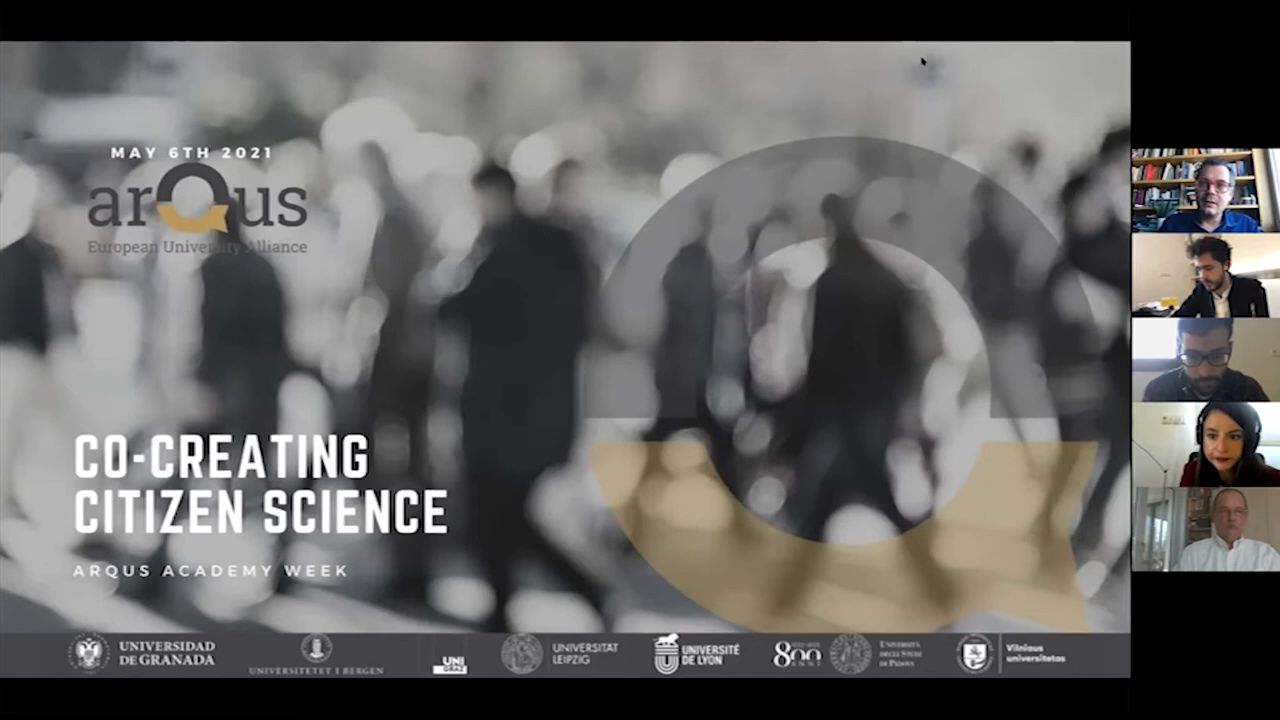 MAY 6TH 2021
arQus
European University Alliance
CO-CREATING
CITIZEN SCIENCE
ARQUS ACADEMY WEEK
UNIVERSIDAD
DE GRANADA
UNIVERSITETET I BERGEN
UNI
GRAZ
UNIVERSITÄT
LEIPZIG
UNIVERSITÉ
DE LYON
800
UNIVERSITÀ
DEGLI STUDI
DI PADOVA
Vilniaus
universitetas